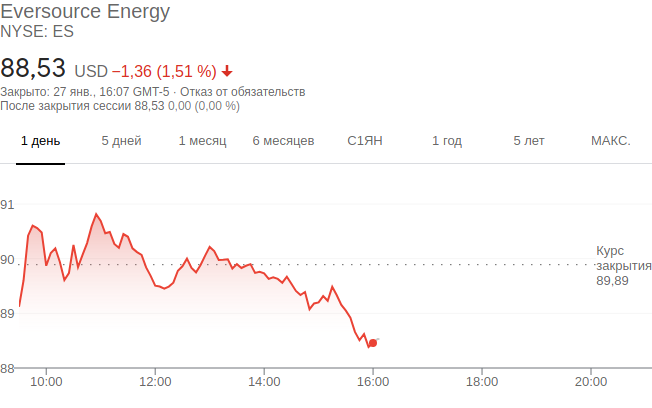 Eversource Energy
NYSE: ES
88,53 USD −1,36 (1,51 %)
Закрыто: 27 янв., 16:07 GMT-5 · Отказ от обязательств
После закрытия сессии 88,53 0,00 (0,00 %)
1 день 5 дней 1 месяц 6 месяцев С1ЯН 1 год 5 лет МАКС.
91
90
89
88
Курс
закрытия
89,89
10:00 12:00 14:00 16:00 18:00 20:00